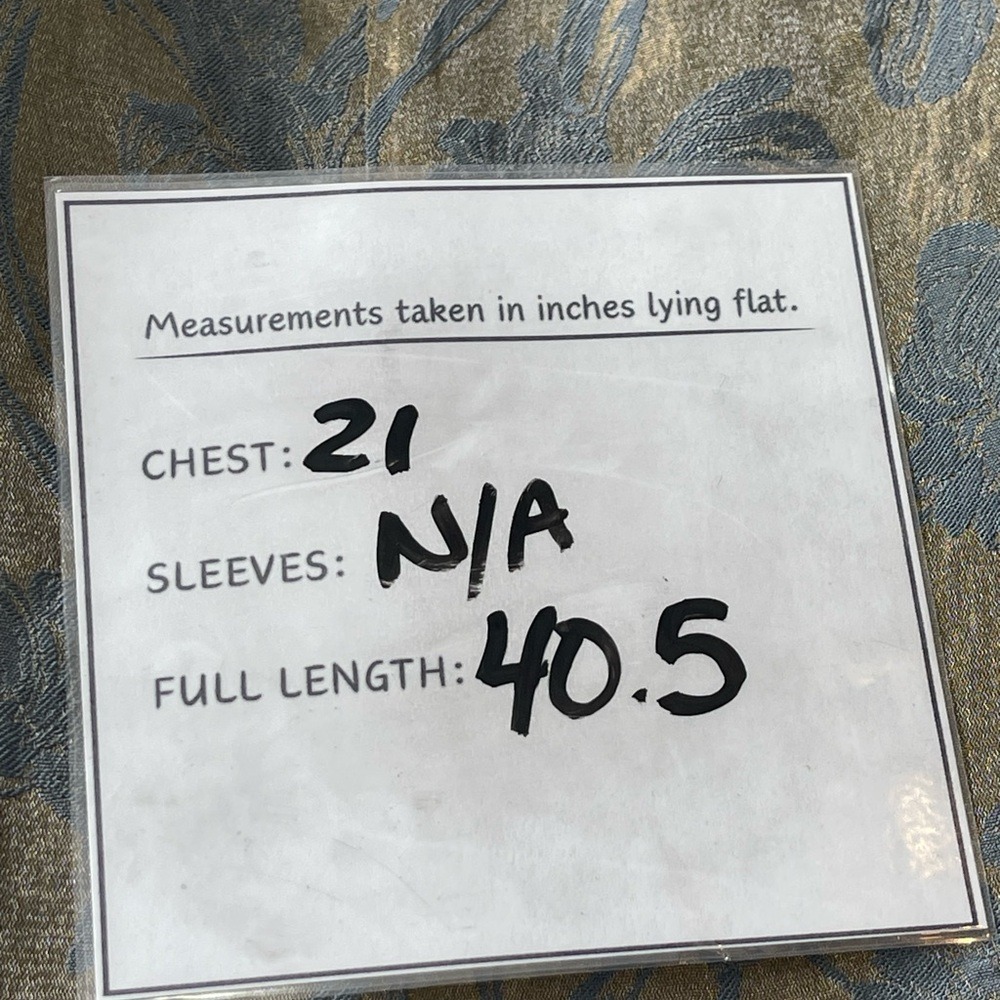 Measurements taken in inches lying flat.
CHEST: 21
SLEEVES: N/A
FULL LENGTH: 40.5